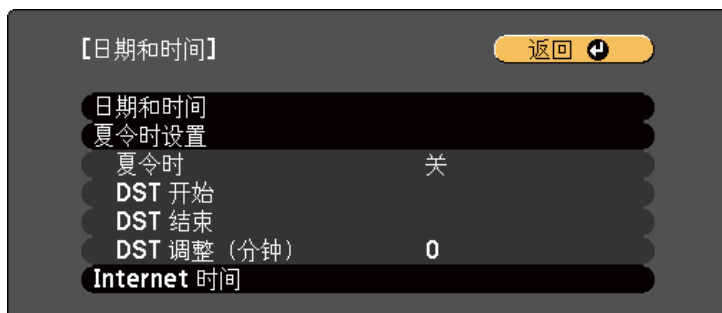 【日期和时间】
返回
日期和时间
夏令时设置
夏令时 关
DST 开始
DST 结束
DST 调整（分钟） 0
Internet 时间